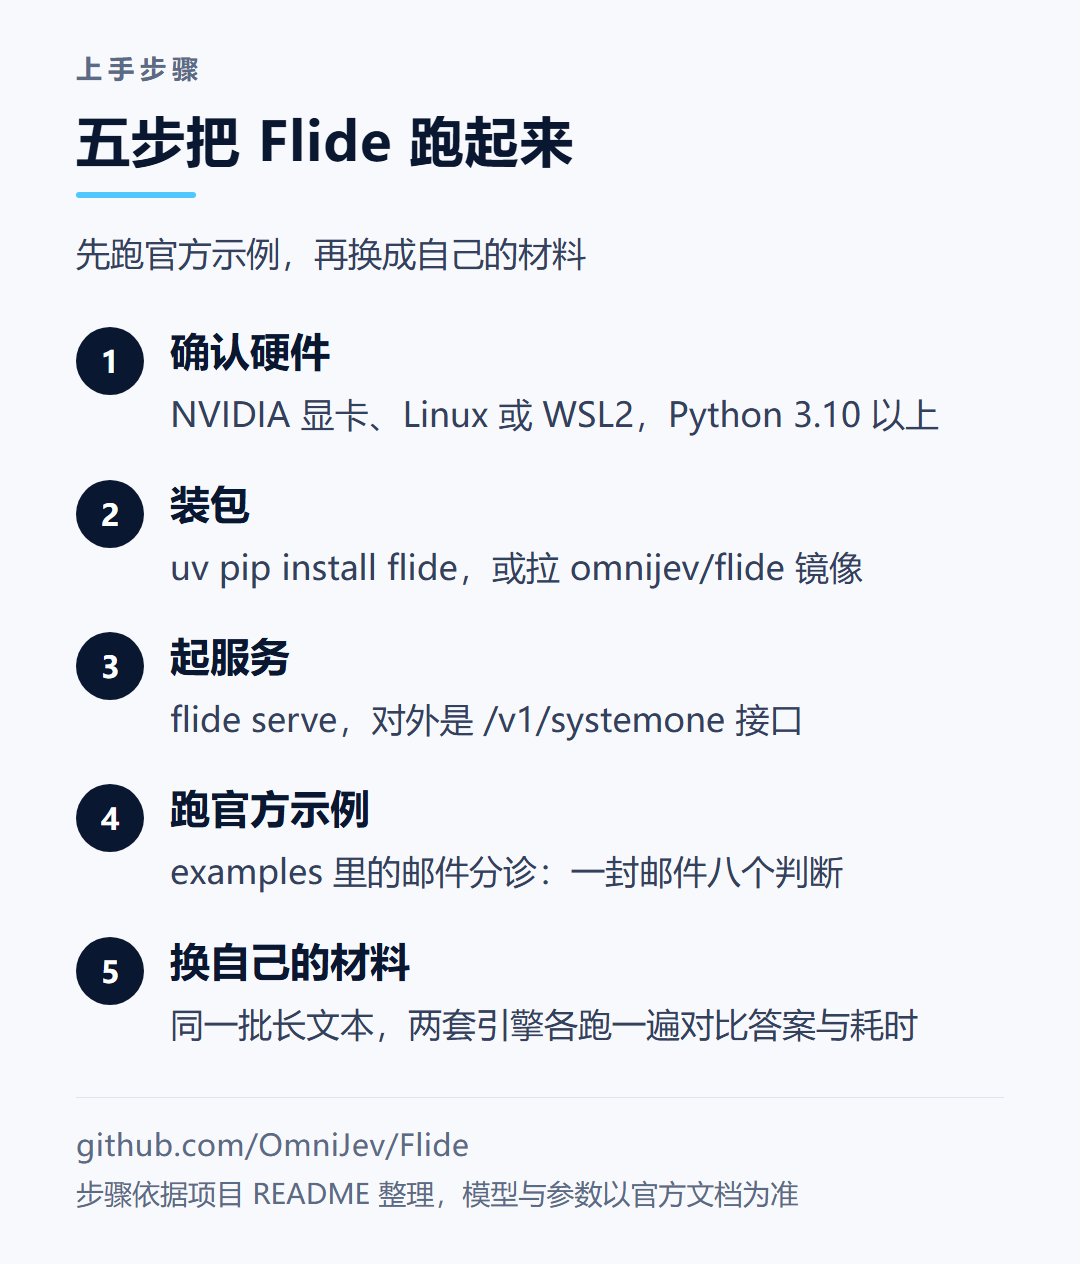 上手步骤
五步把 Flide 跑起来
先跑官方示例，再换成自己的材料
1
确认硬件
NVIDIA 显卡、Linux 或 WSL2，Python 3.10 以上
2
装包
uv pip install flide，或拉 omnijev/flide 镜像
3
起服务
flide serve，对外是 /v1/systemone 接口
4
跑官方示例
examples 里的邮件分诊：一封邮件八个判断
5
换自己的材料
同一批长文本，两套引擎各跑一遍对比答案与耗时
github.com/OmniJev/Flide
步骤依据项目 README 整理，模型与参数以官方文档为准